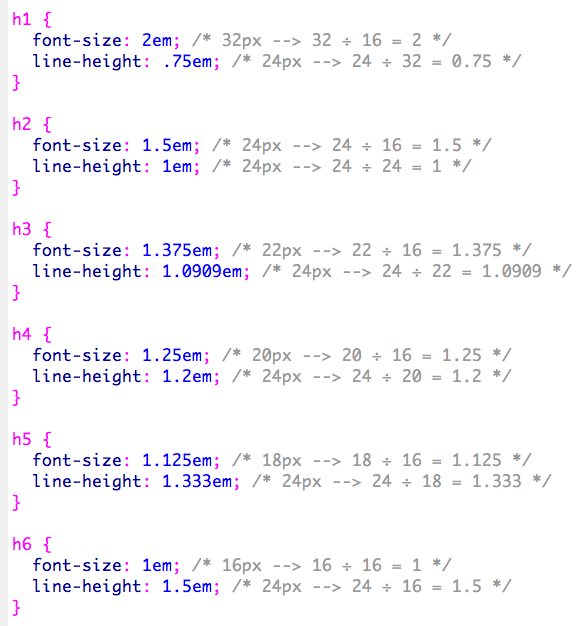 h1 {
  font-size: 2em; /* 32px --> 32 ÷ 16 = 2 */
  line-height: .75em; /* 24px --> 24 ÷ 32 = 0.75 */
}

h2 {
  font-size: 1.5em; /* 24px --> 24 ÷ 16 = 1.5 */
  line-height: 1em; /* 24px --> 24 ÷ 24 = 1 */
}

h3 {
  font-size: 1.375em; /* 22px --> 22 ÷ 16 = 1.375 */
  line-height: 1.0909em; /* 24px --> 24 ÷ 22 = 1.0909 */
}

h4 {
  font-size: 1.25em; /* 20px --> 20 ÷ 16 = 1.25 */
  line-height: 1.2em; /* 24px --> 24 ÷ 20 = 1.2 */
}

h5 {
  font-size: 1.125em; /* 18px --> 18 ÷ 16 = 1.125 */
  line-height: 1.333em; /* 24px --> 24 ÷ 18 = 1.333 */
}

h6 {
  font-size: 1em; /* 16px --> 16 ÷ 16 = 1 */
  line-height: 1.5em; /* 24px --> 24 ÷ 16 = 1.5 */
}